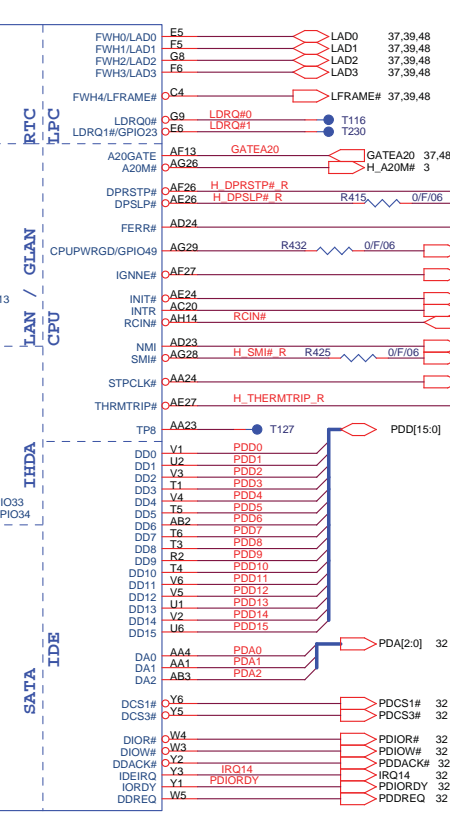 FWH0/LAD0 E5 LAD0 37,39,48
FWH1/LAD1 F5 LAD1 37,39,48
FWH2/LAD2 G8 LAD2 37,39,48
FWH3/LAD3 F6 LAD3 37,39,48
FWH4/LFRAME# C4 LFRAME# 37,39,48
LDRQ0# G9 LDRQ#0 T116
LDRQ1#/GPIO23 E6 LDRQ#1 T230
RTC LPC
A20GATE AF13 GATEA20 GATEA20 37,48
A20M# AG26 H_A20M# 3
DPRSTP# AF26 H_DPRSTP#_R
DPSLP# AE26 H_DPSLP#_R R415 0/F/06
FERR# AD24
CPUPWRGD/GPIO49 AG29 R432 0/F/06
IGNNE# AF27
INIT# AE24
INTR AC20
RCIN# AH14 RCIN#
LAN / GLAN CPU
13
NMI AD23
SMI# AG28 H_SMI#_R R425 0/F/06
STPCLK# AA24
THRMTRIP# AE27 H_THERMTRIP_R
TP8 AA23 T127 PDD[15:0]
DD0 V1 PDD0
DD1 U2 PDD1
DD2 V3 PDD2
DD3 T1 PDD3
DD4 V4 PDD4
DD5 T5 PDD5
DD6 AB2 PDD6
DD7 T6 PDD7
DD8 T3 PDD8
DD9 R2 PDD9
DD10 T4 PDD10
DD11 V6 PDD11
DD12 V5 PDD12
DD13 U1 PDD13
DD14 V2 PDD14
DD15 U6 PDD15
IHDA
IO33
PIO34
DA0 AA4 PDA0 PDA[2:0] 32
DA1 AA1 PDA1
DA2 AB3 PDA2
DCS1# Y6 PDCS1# 32
DCS3# Y5 PDCS3# 32
DIOR# W4 PDIOR# 32
DIOW# W3 PDIOW# 32
DDACK# Y2 PDDACK# 32
IDEIRQ Y3 IRQ14 IRQ14 32
IORDY Y1 PDIORDY PDIORDY 32
DDREQ W5 PDDREQ 32
SATA IDE